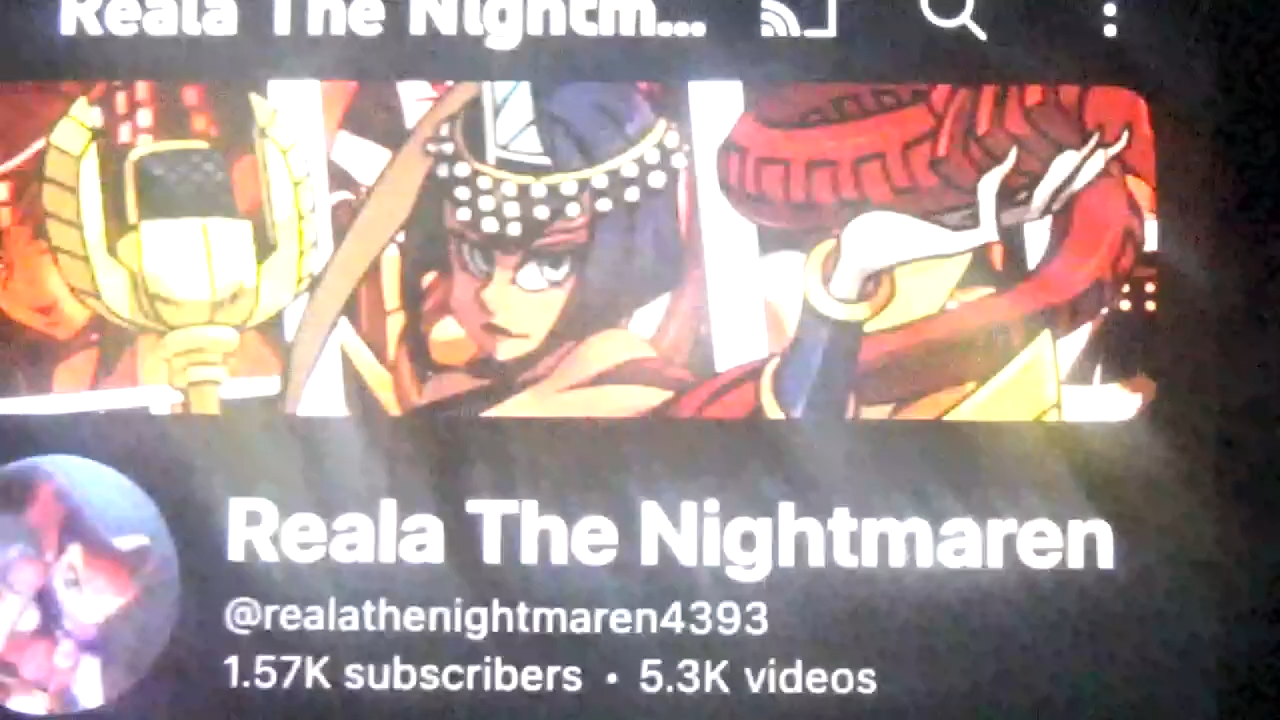 Reala The Nightm...
Reala The Nightmaren
@realathenightmaren4393
1.57K subscribers • 5.3K videos